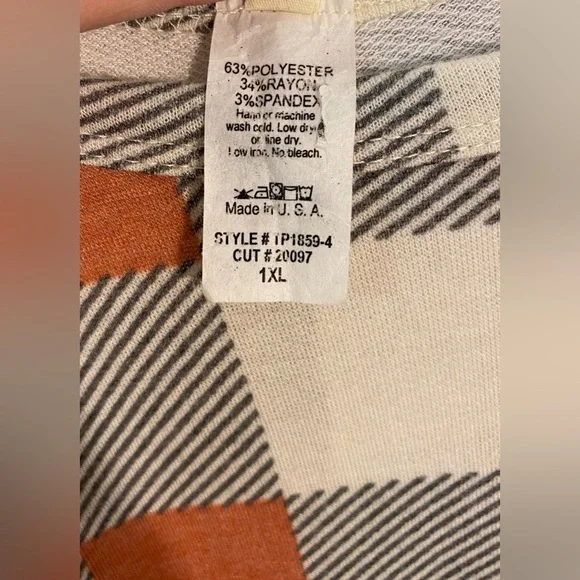 63%POLYESTER
34%RAYON
3%SPANDEX
Hand or machine
wash cold. Low dry
or line dry.
Low iron. No bleach.
Made in U. S. A.
STYLE # TP1859-4
CUT # 20097
1XL